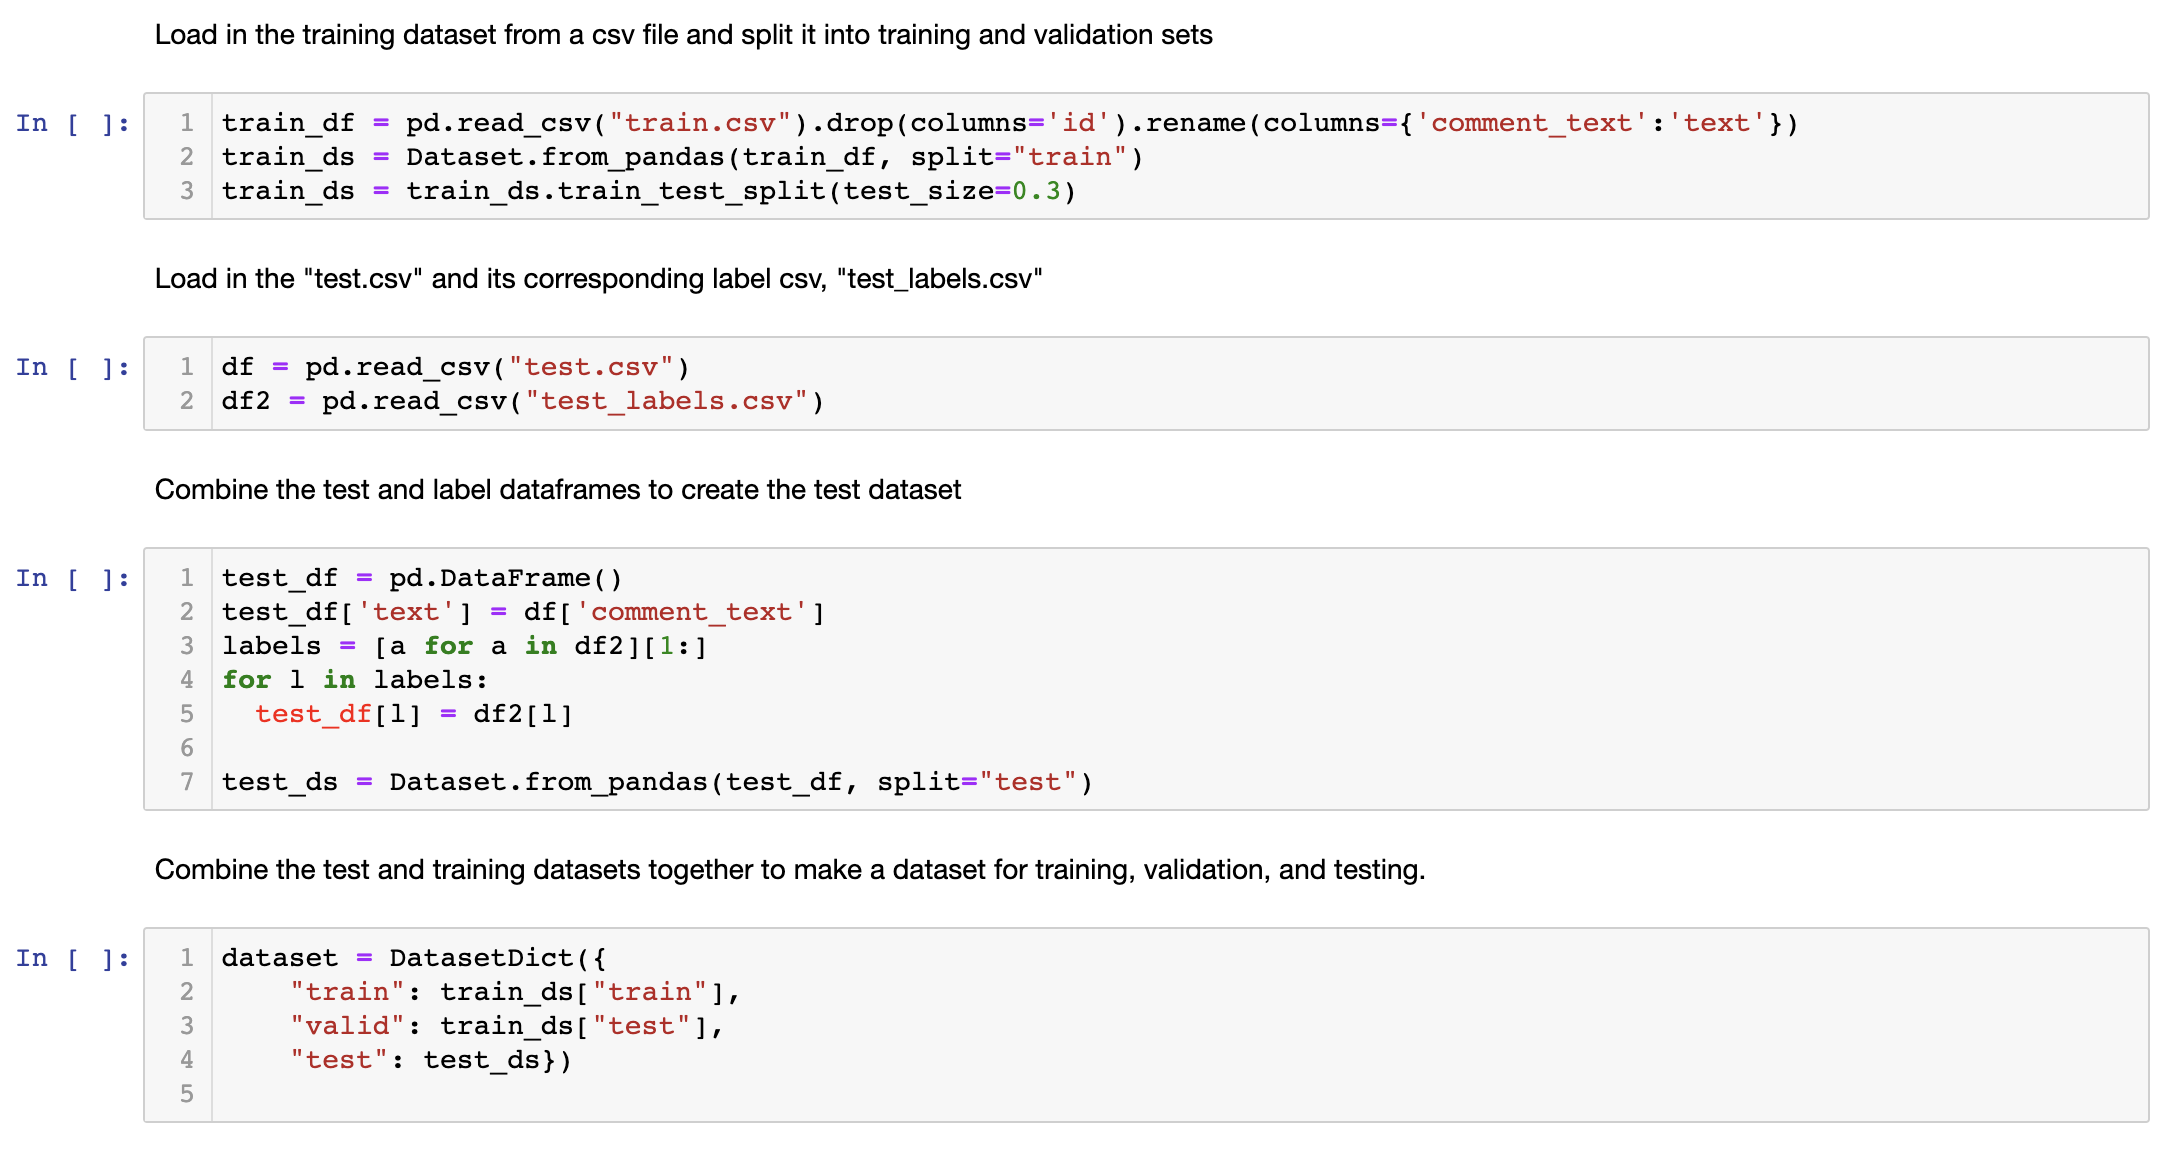 Load in the training dataset from a csv file and split it into training and validation sets
In [ ]:
1 train_df = pd.read_csv("train.csv").drop(columns='id').rename(columns={'comment_text':'text'})
2 train_ds = Dataset.from_pandas(train_df, split="train")
3 train_ds = train_ds.train_test_split(test_size=0.3)
Load in the "test.csv" and its corresponding label csv, "test_labels.csv"
In [ ]:
1 df = pd.read_csv("test.csv")
2 df2 = pd.read_csv("test_labels.csv")
Combine the test and label dataframes to create the test dataset
In [ ]:
1 test_df = pd.DataFrame()
2 test_df['text'] = df['comment_text']
3 labels = [a for a in df2][1:]
4 for l in labels:
5   test_df[l] = df2[l]
6
7 test_ds = Dataset.from_pandas(test_df, split="test")
Combine the test and training datasets together to make a dataset for training, validation, and testing.
In [ ]:
1 dataset = DatasetDict({
2     "train": train_ds["train"],
3     "valid": train_ds["test"],
4     "test": test_ds})
5